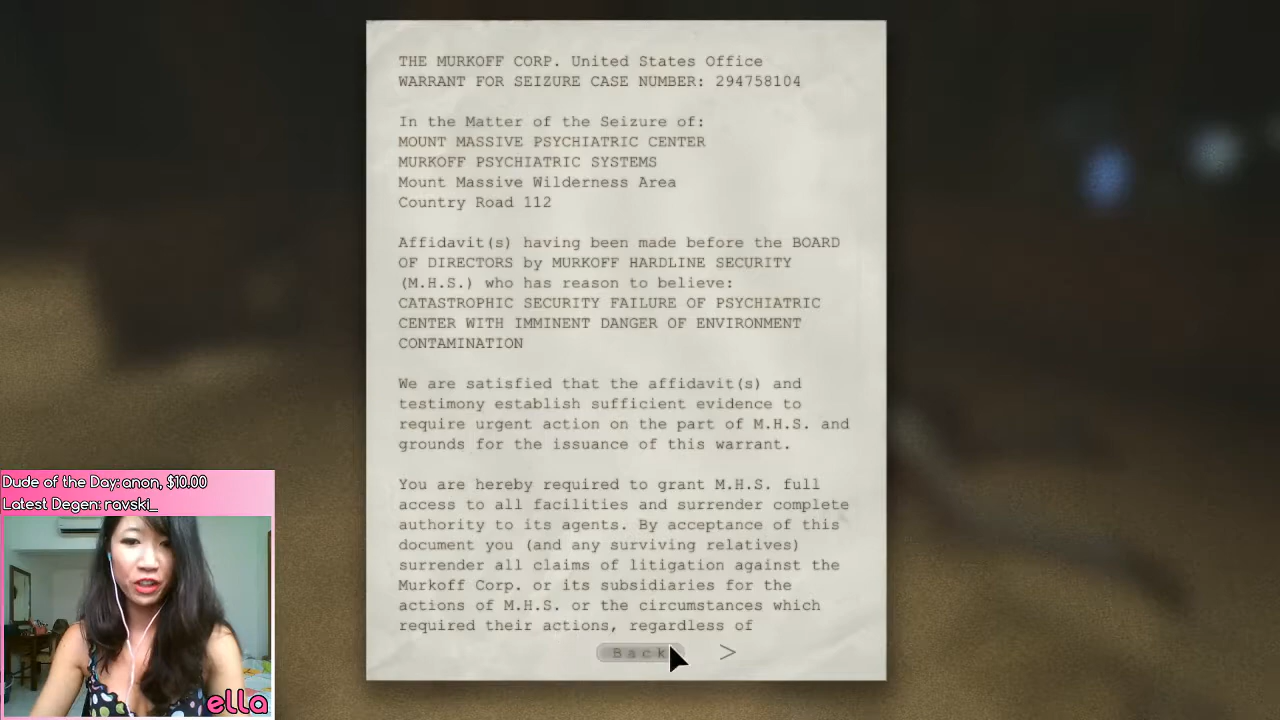 THE MURKOFF CORP. United States Office
WARRANT FOR SEIZURE CASE NUMBER: 294758104
In the Matter of the Seizure of:
MOUNT MASSIVE PSYCHIATRIC CENTER
MURKOFF PSYCHIATRIC SYSTEMS
Mount Massive Wilderness Area
Country Road 112
Affidavit(s) having been made before the BOARD
OF DIRECTORS by MURKOFF HARDLINE SECURITY
(M.H.S.) who has reason to believe:
CATASTROPHIC SECURITY FAILURE OF PSYCHIATRIC
CENTER WITH IMMINENT DANGER OF ENVIRONMENT
CONTAMINATION
We are satisfied that the affidavit(s) and
testimony establish sufficient evidence to
require urgent action on the part of M.H.S. and
grounds for the issuance of this warrant.
You are hereby required to grant M.H.S. full
access to all facilities and surrender complete
authority to its agents. By acceptance of this
document you (and any surviving relatives)
surrender all claims of litigation against the
Murkoff Corp. or its subsidiaries for the
actions of M.H.S. or the circumstances which
required their actions, regardless of
Back >
Dude of the Day: anon, $10.00
Latest Degen: ravski_
ella